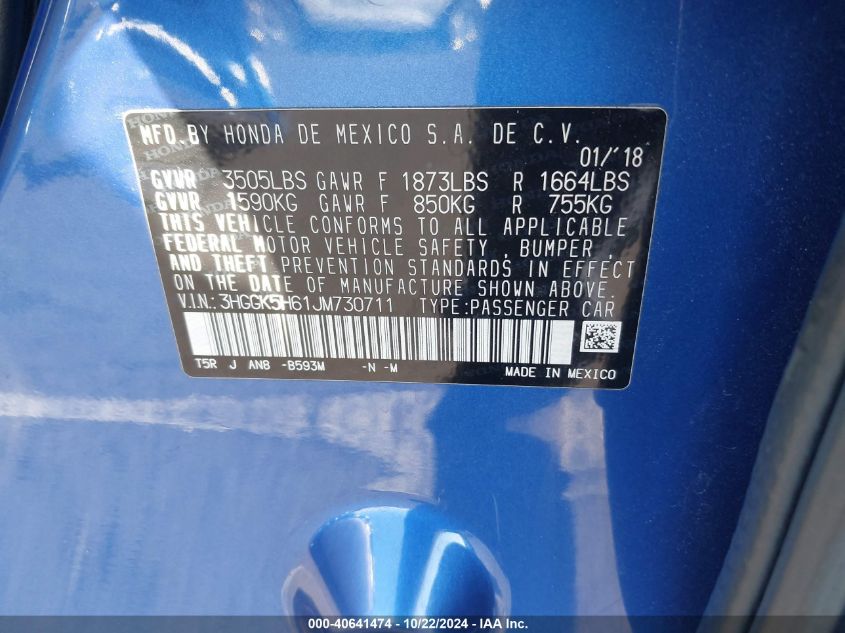 MFD. BY HONDA DE MEXICO S.A. DE C.V.
01/'18
GVWR 3505LBS GAWR F 1873LBS R 1664LBS
GVWR 1590KG GAWR F 850KG R 755KG
THIS VEHICLE CONFORMS TO ALL APPLICABLE
FEDERAL MOTOR VEHICLE SAFETY , BUMPER ,
AND THEFT PREVENTION STANDARDS IN EFFECT
ON THE DATE OF MANUFACTURE SHOWN ABOVE.
V.I.N.: 3HGGK5H61JM730711 TYPE:PASSENGER CAR
T5R J AN8 -B593M -N -M
MADE IN MEXICO
000-40641474 - 10/22/2024 - IAA Inc.